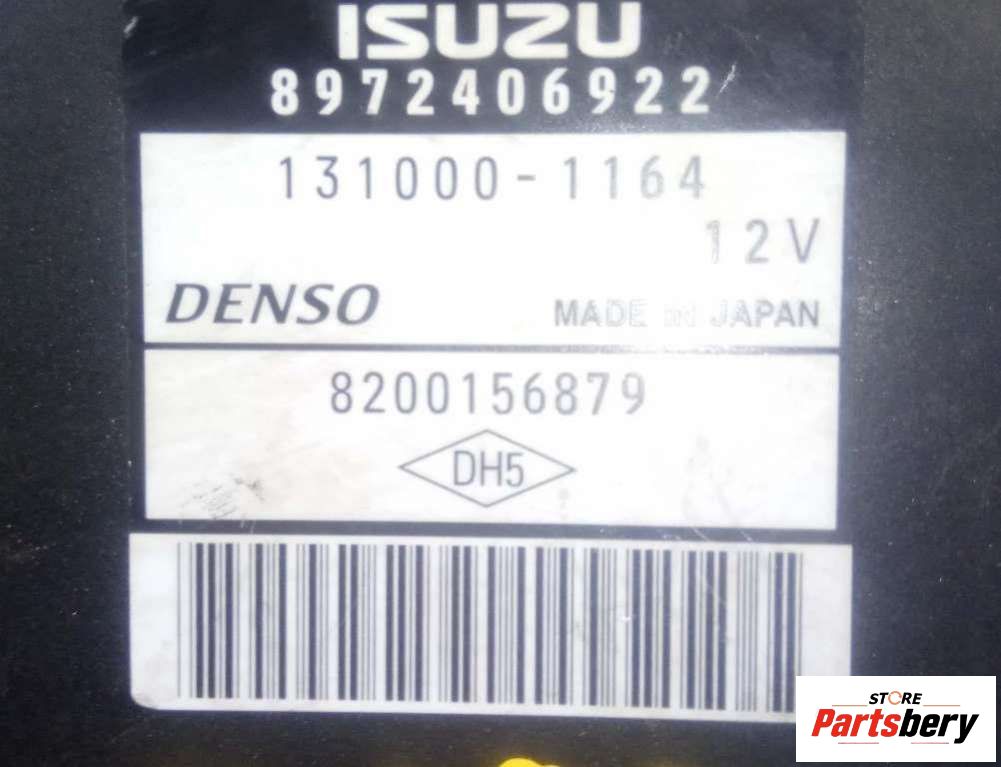 ISUZU
8972406922
131000-1164
12V
DENSO
MADE IN JAPAN
8200156879
DH5
STORE
Partsbery